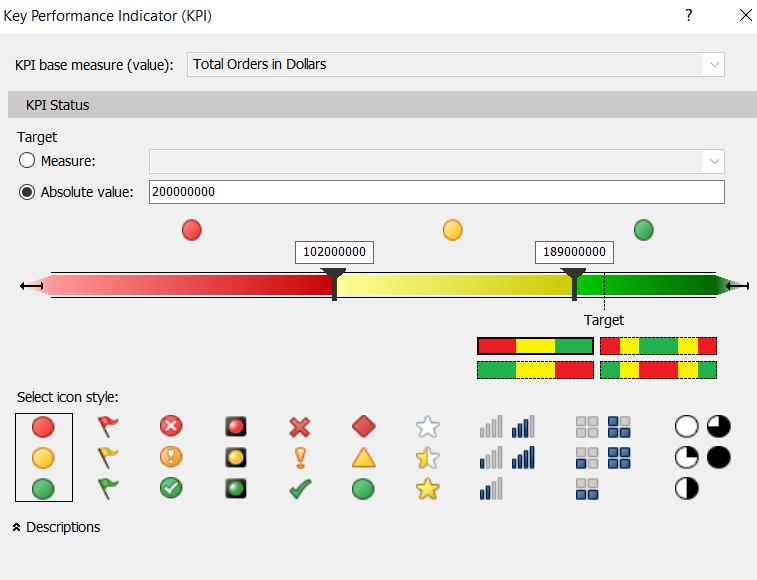 Key Performance Indicator (KPI) ?
KPI base measure (value): Total Orders in Dollars
KPI Status
Target
Measure:
Absolute value: 200000000
102000000 189000000
Target
Select icon style:
Descriptions